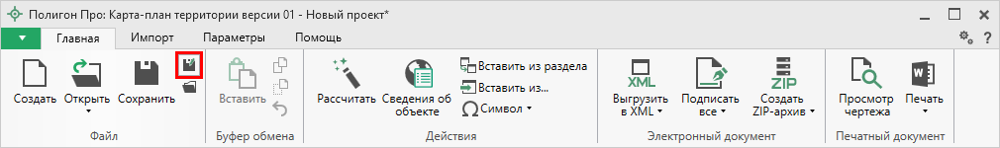 Полигон Про: Карта-план территории версии 01 - Новый проект*
Главная Импорт Параметры Помощь ?
Создать Открыть Сохранить
Файл
Вставить
Буфер обмена
Рассчитать Сведения об объекте
Вставить из раздела
Вставить из...
Ω Символ
Действия
XML Выгрузить в XML
Подписать все
ZIP Создать ZIP-архив
Электронный документ
Просмотр чертежа
W Печать
Печатный документ